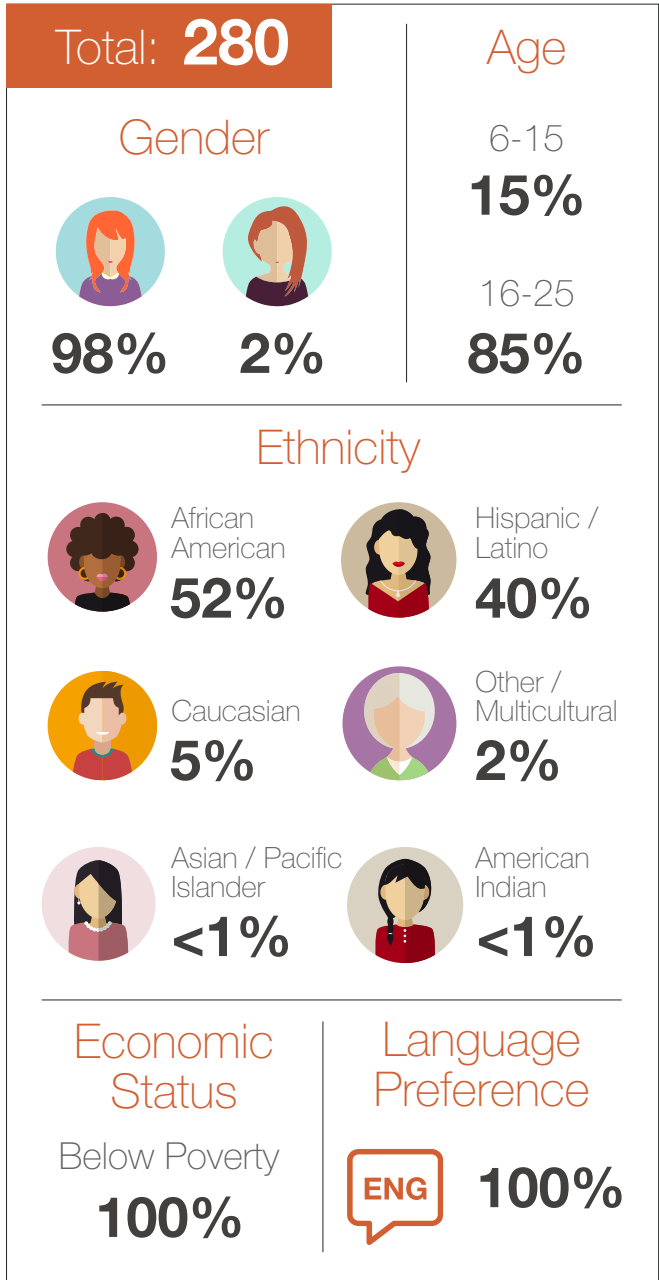 Total: 280
Gender
98%
2%
Age
6-15
15%
16-25
85%
Ethnicity
African
American
52%
Hispanic /
Latino
40%
Caucasian
5%
Other /
Multicultural
2%
Asian / Pacific
Islander
<1%
American
Indian
<1%
Economic
Status
Below Poverty
100%
Language
Preference
ENG
100%